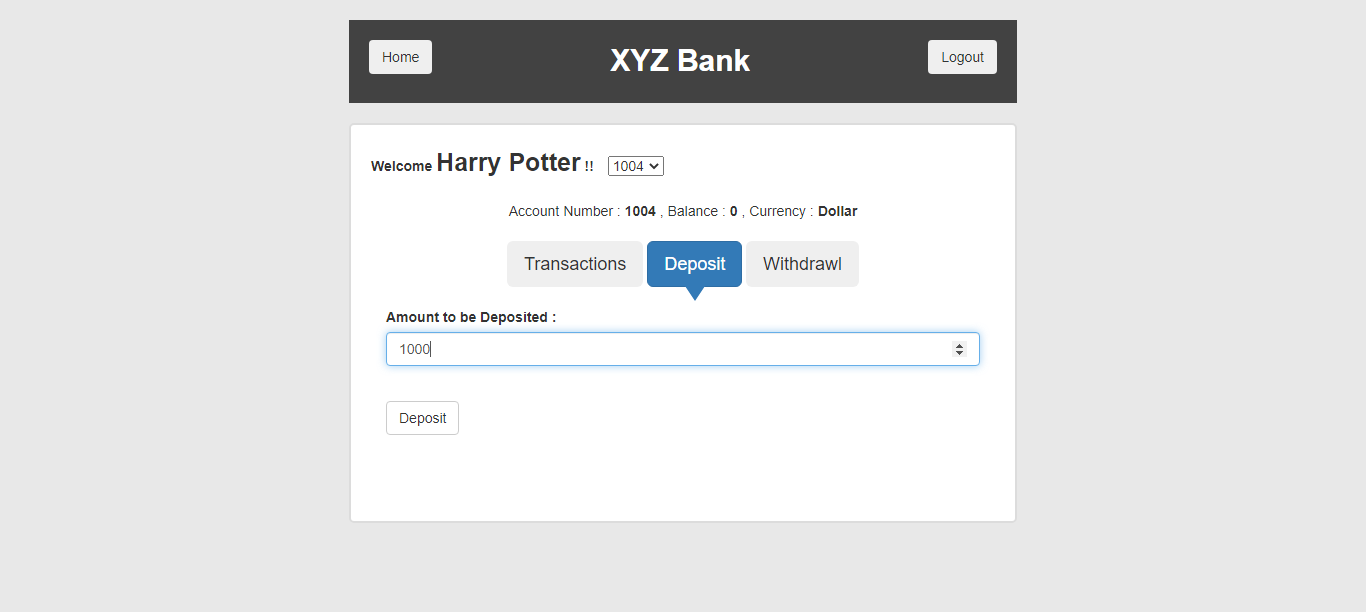 Home XYZ Bank Logout
Welcome Harry Potter !! 1004
Account Number : 1004 , Balance : 0 , Currency : Dollar
Transactions Deposit Withdrawl
Amount to be Deposited :
1000
Deposit